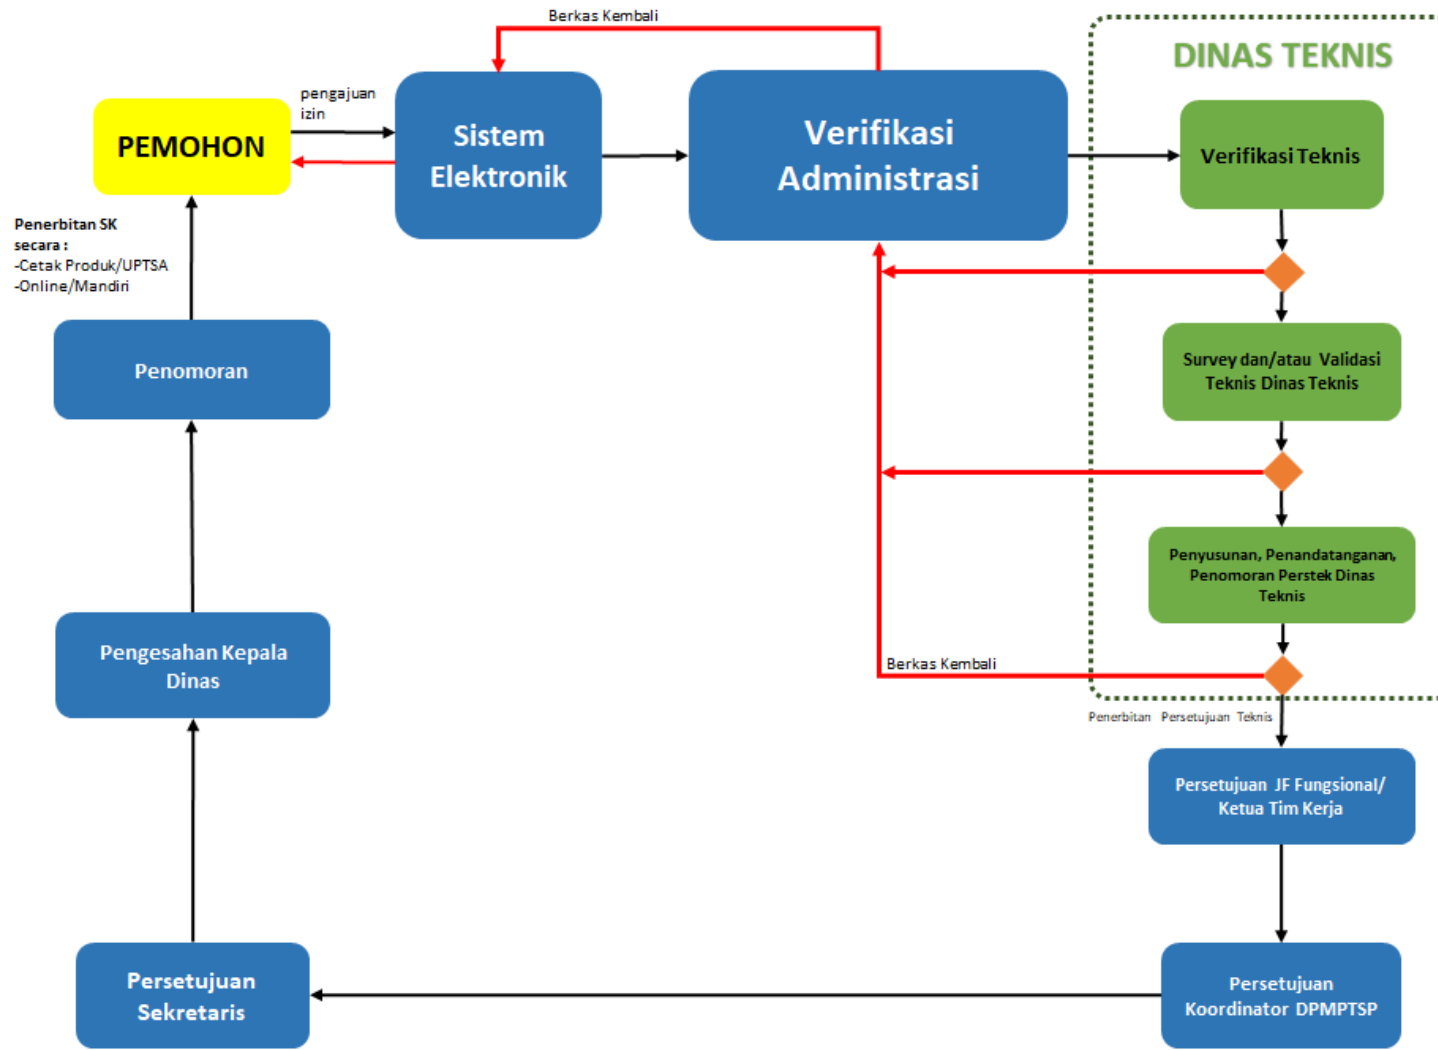 Berkas Kembali
DINAS TEKNIS
PEMOHON
pengajuan
izin
Sistem
Elektronik
Verifikasi
Administrasi
Verifikasi Teknis
Penerbitan SK
secara :
-Cetak Produk/UPTSA
-Online/Mandiri
Penomoran
Survey dan/atau Validasi
Teknis Dinas Teknis
Penyusunan, Penandatanganan,
Penomoran Perstek Dinas
Teknis
Pengesahan Kepala
Dinas
Berkas Kembali
Penerbitan Persetujuan Teknis
Persetujuan JF Fungsional/
Ketua Tim Kerja
Persetujuan
Sekretaris
Persetujuan
Koordinator DPMPTSP